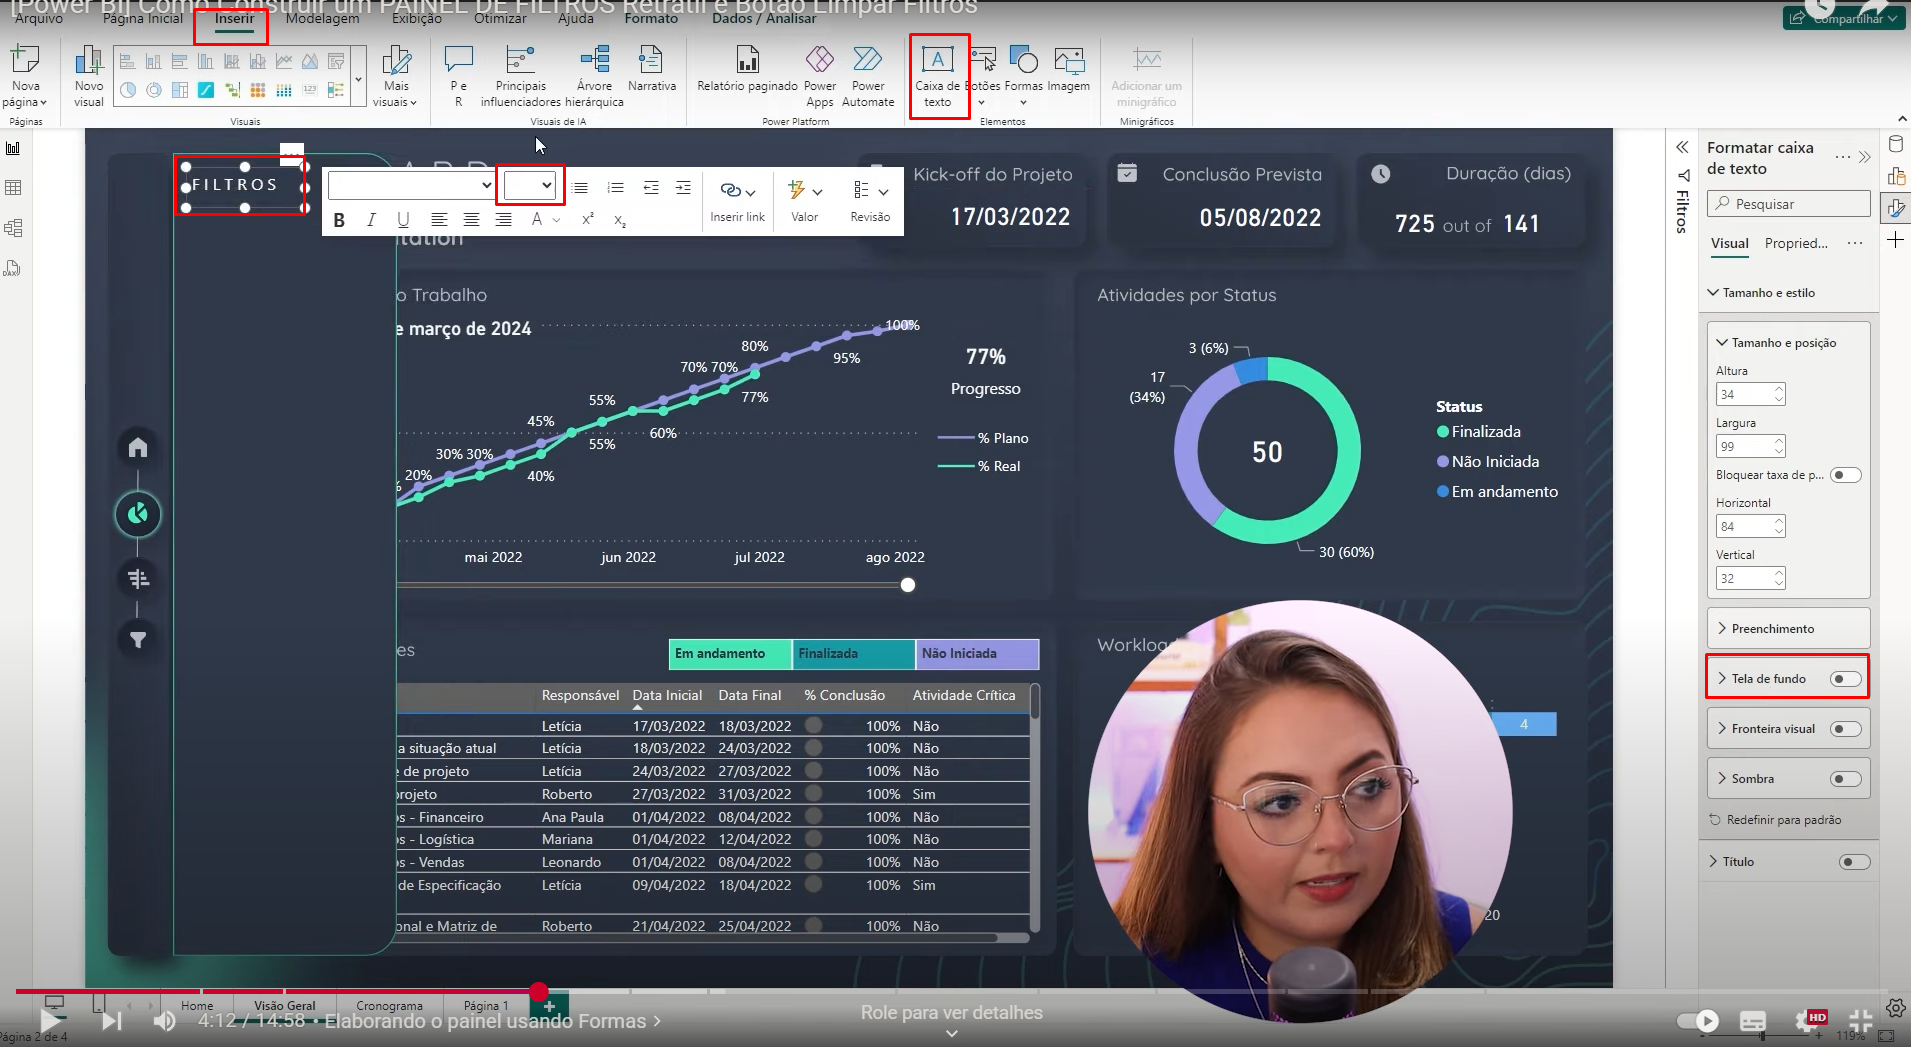 [Power BI] Como Construir um PAINEL DE FILTROS Retrátil e Botão Limpar Filtros
Arquivo
Página Inicial
Inserir
Modelagem
Exibição
Otimizar
Ajuda
Formato
Dados / Analisar
Compartilhar
Nova página
Novo visual
Mais visuais
P e R
Principais influenciadores
Árvore hierárquica
Narrativa
Relatório paginado
Power Apps
Power Automate
Caixa de texto
Botões
Formas
Imagem
Adicionar um minigráfico
Páginas
Visuais
Visuais de IA
Power Platform
Elementos
Minigráficos
FILTROS
Inserir link
Valor
Revisão
Kick-off do Projeto
17/03/2022
Conclusão Prevista
05/08/2022
Duração (dias)
725 out of 141
o Trabalho
e março de 2024
100%
95%
80%
70% 70%
77%
55%
60%
45%
55%
30% 30%
40%
20%
mai 2022
jun 2022
jul 2022
ago 2022
77%
Progresso
% Plano
% Real
Atividades por Status
3 (6%)
17
(34%)
50
30 (60%)
Status
Finalizada
Não Iniciada
Em andamento
es
Em andamento
Finalizada
Não Iniciada
Responsável Data Inicial Data Final % Conclusão Atividade Crítica
Letícia 17/03/2022 18/03/2022 100% Não
a situação atual Letícia 18/03/2022 24/03/2022 100% Não
e de projeto Letícia 24/03/2022 27/03/2022 100% Não
rojeto Roberto 27/03/2022 31/03/2022 100% Sim
s - Financeiro Ana Paula 01/04/2022 08/04/2022 100% Não
s - Logística Mariana 01/04/2022 12/04/2022 100% Não
s - Vendas Leonardo 01/04/2022 08/04/2022 100% Não
de Especificação Letícia 09/04/2022 18/04/2022 100% Sim
onal e Matriz de Roberto 21/04/2022 25/04/2022 100% Não
Workload
4
20
Filtros
Formatar caixa de texto
Pesquisar
Visual
Propried...
Tamanho e estilo
Tamanho e posição
Altura
34
Largura
99
Bloquear taxa de p...
Horizontal
84
Vertical
32
Preenchimento
Tela de fundo
Fronteira visual
Sombra
Redefinir para padrão
Título
Home
Visão Geral
Cronograma
Página 1
4:12 / 14:58 • Elaborando o painel usando Formas
Role para ver detalhes
HD
Página 2 de 4
119%